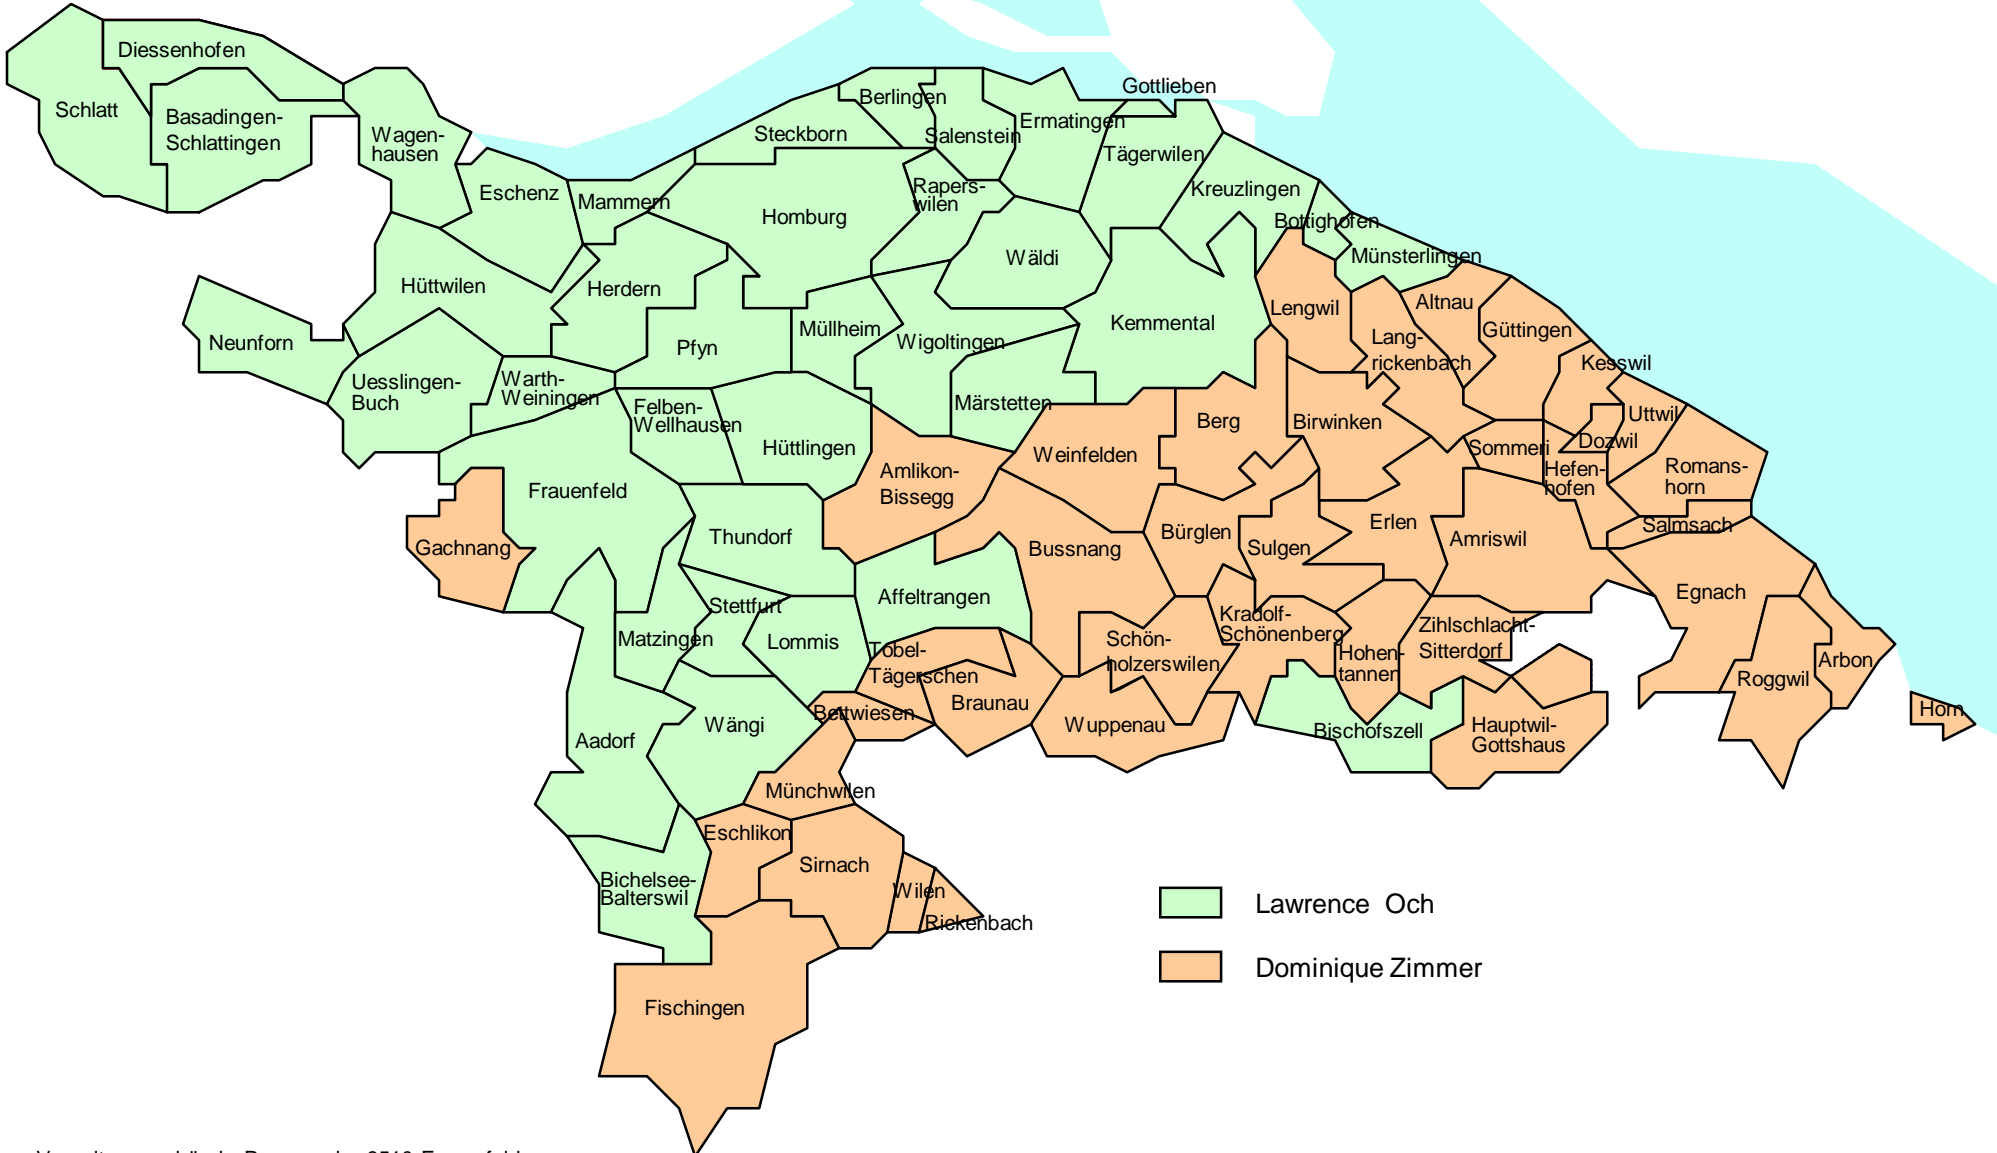 Diessenhofen
Schlatt
Basadingen-
Schlattingen
Wagen-
hausen
Eschenz
Mammern
Steckborn
Berlingen
Salenstein
Ermatingen
Gottlieben
Tägerwilen
Kreuzlingen
Bottighofen
Münsterlingen
Homburg
Rapers-
wilen
Wäldi
Hüttwilen
Herdern
Neunforn
Pfyn
Müllheim
Wigoltingen
Kemmental
Lengwil
Lang-
rickenbach
Altnau
Güttingen
Kesswil
Uttwil
Dozwil
Uesslingen-
Buch
Warth-
Weiningen
Felben-
Wellhausen
Hüttlingen
Märstetten
Amlikon-
Bissegg
Weinfelden
Berg
Birwinken
Sommeri
Hefen-
hofen
Romans-
horn
Salmsach
Frauenfeld
Gachnang
Thundorf
Bussnang
Bürglen
Sulgen
Erlen
Amriswil
Egnach
Affeltrangen
Stettfurt
Matzingen
Lommis
Tobel-
Tägerschen
Braunau
Bettwiesen
Schön-
holzerswilen
Kradolf-
Schönenberg
Hohen-
tannen
Zihlschlacht-
Sitterdorf
Roggwil
Arbon
Horn
Wuppenau
Bischofszell
Hauptwil-
Gottshaus
Aadorf
Wängi
Münchwilen
Eschlikon
Sirnach
Wilen
Rickenbach
Bichelsee-
Balterswil
Fischingen
Lawrence Och
Dominique Zimmer